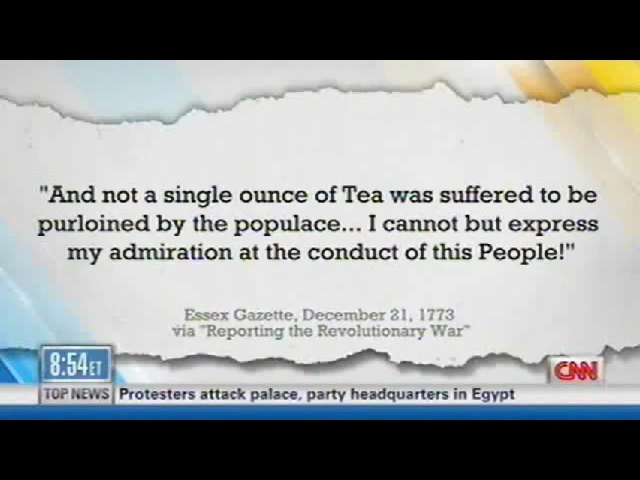 "And not a single ounce of Tea was suffered to be
purloined by the populace... I cannot but express
my admiration at the conduct of this People!"
Essex Gazette, December 21, 1773
via "Reporting the Revolutionary War"
8:54 ET
CNN
TOP NEWS Protesters attack palace, party headquarters in Egypt